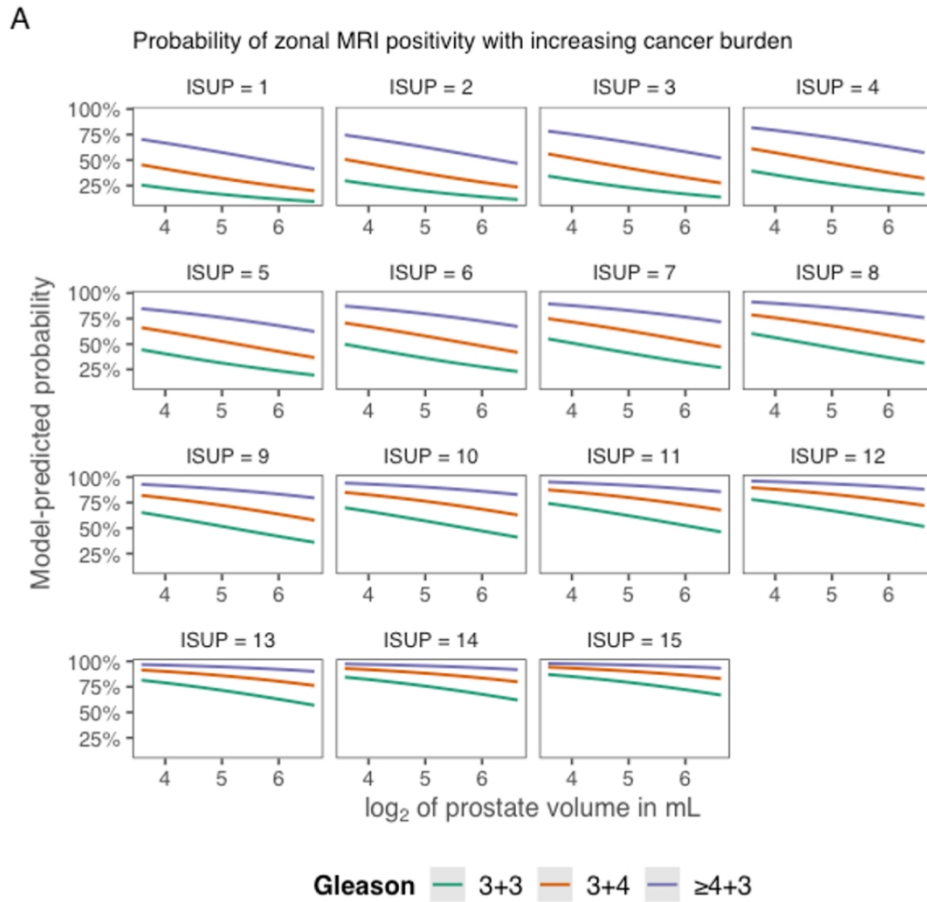 A
Probability of zonal MRI positivity with increasing cancer burden
ISUP = 1 ISUP = 2 ISUP = 3 ISUP = 4
100%
75%
50%
25%
4 5 6 4 5 6 4 5 6 4 5 6
ISUP = 5 ISUP = 6 ISUP = 7 ISUP = 8
100%
75%
50%
25%
4 5 6 4 5 6 4 5 6 4 5 6
ISUP = 9 ISUP = 10 ISUP = 11 ISUP = 12
100%
75%
50%
25%
4 5 6 4 5 6 4 5 6 4 5 6
ISUP = 13 ISUP = 14 ISUP = 15
100%
75%
50%
25%
4 5 6 4 5 6 4 5 6
Model-predicted probability
log₂ of prostate volume in mL
Gleason 3+3 3+4 ≥4+3